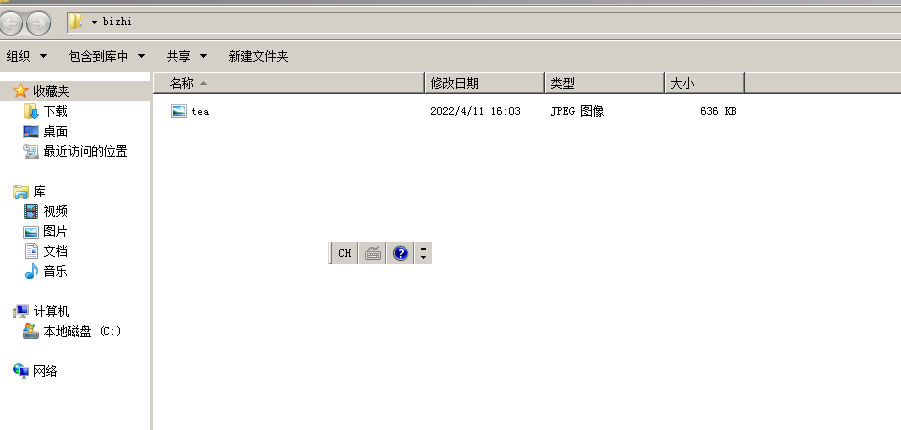 bizhi
组织 包含到库中 共享 新建文件夹
名称 修改日期 类型 大小
tea 2022/4/11 16:03 JPEG 图像 636 KB
收藏夹
下载
桌面
最近访问的位置
库
视频
图片
文档
音乐
计算机
本地磁盘 (C:)
网络
CH